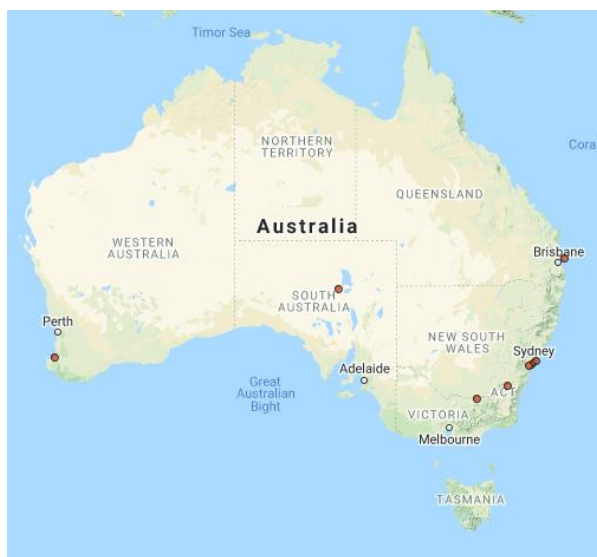 Timor Sea
NORTHERN
TERRITORY
Cora
QUEENSLAND
Australia
WESTERN
AUSTRALIA
Brisbane
SOUTH
AUSTRALIA
Perth
NEW SOUTH
WALES
Sydney
Adelaide
Great
Australian
Bight
ACT
VICTORIA
Melbourne
TASMANIA